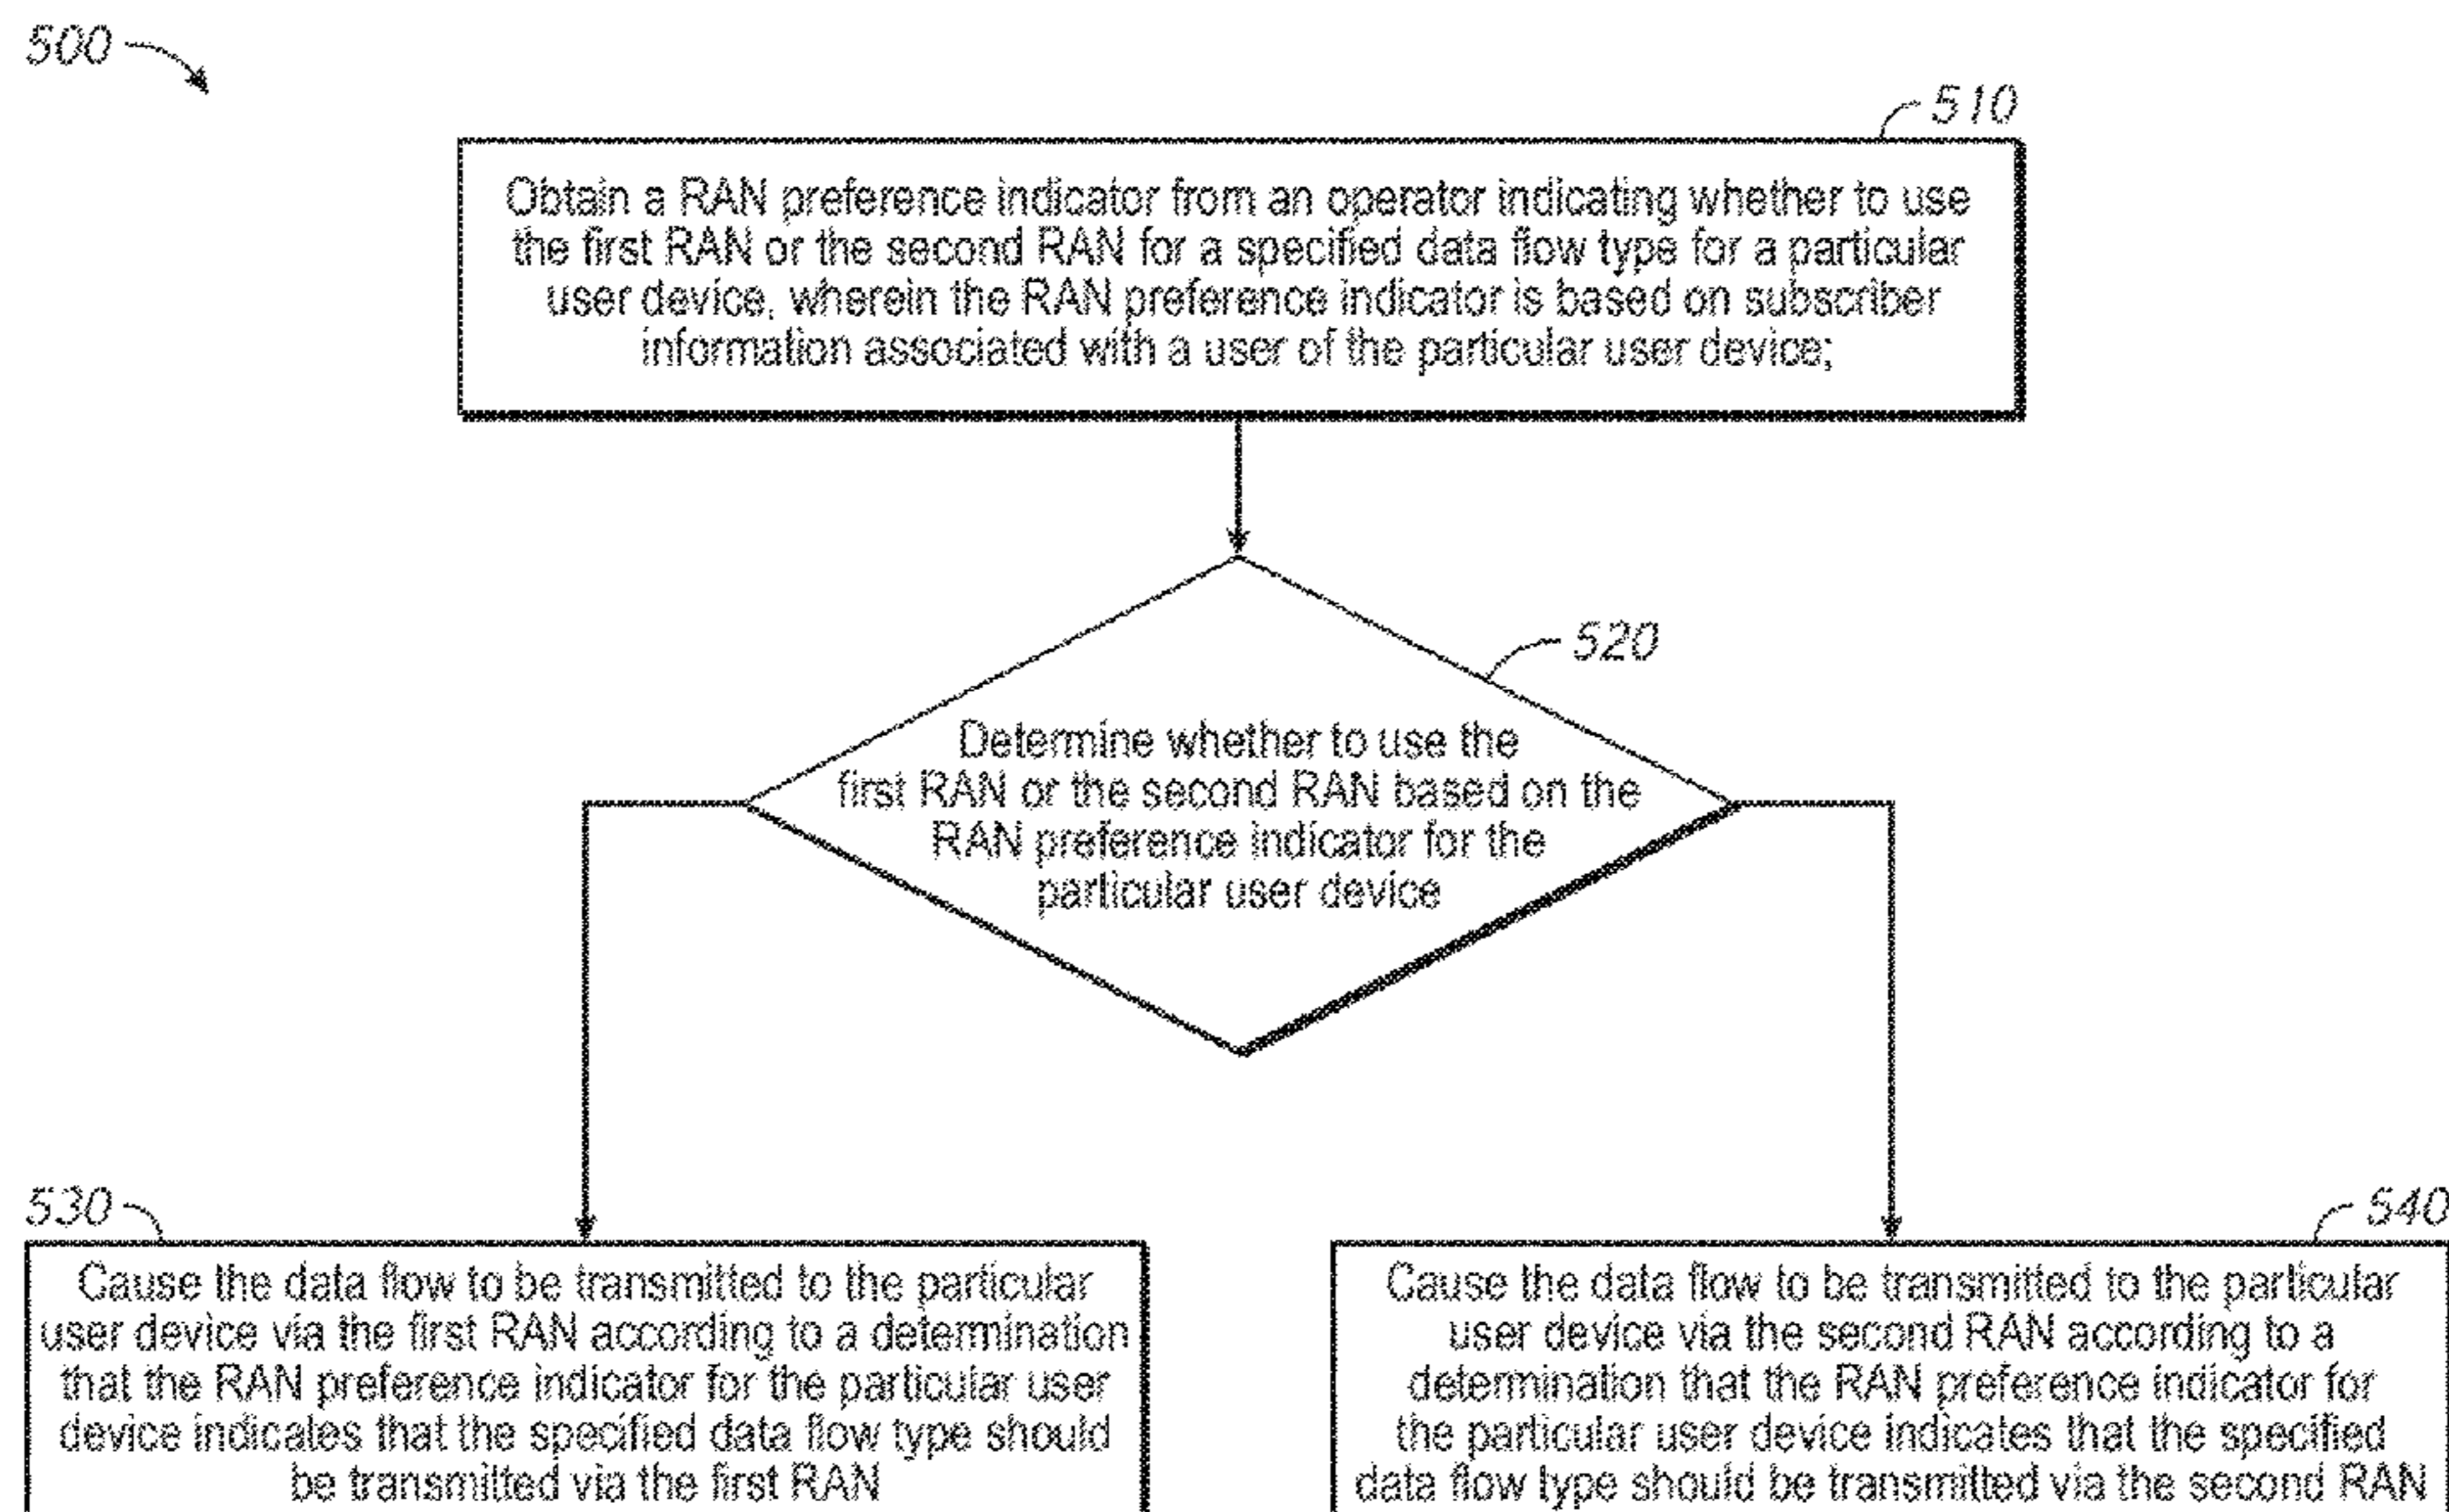 500
510
Obtain a RAN preference indicator from an operator indicating whether to use
the first RAN or the second RAN for a specified data flow type for a particular
user device, wherein the RAN preference indicator is based on subscriber
information associated with a user of the particular user device;
520
Determine whether to use the
first RAN or the second RAN based on the
RAN preference indicator for the
particular user device
530
Cause the data flow to be transmitted to the particular
user device via the first RAN according to a determination
that the RAN preference indicator for the particular user
device indicates that the specified data flow type should
be transmitted via the first RAN
540
Cause the data flow to be transmitted to the particular
user device via the second RAN according to a
determination that the RAN preference indicator for
the particular user device indicates that the specified
data flow type should be transmitted via the second RAN